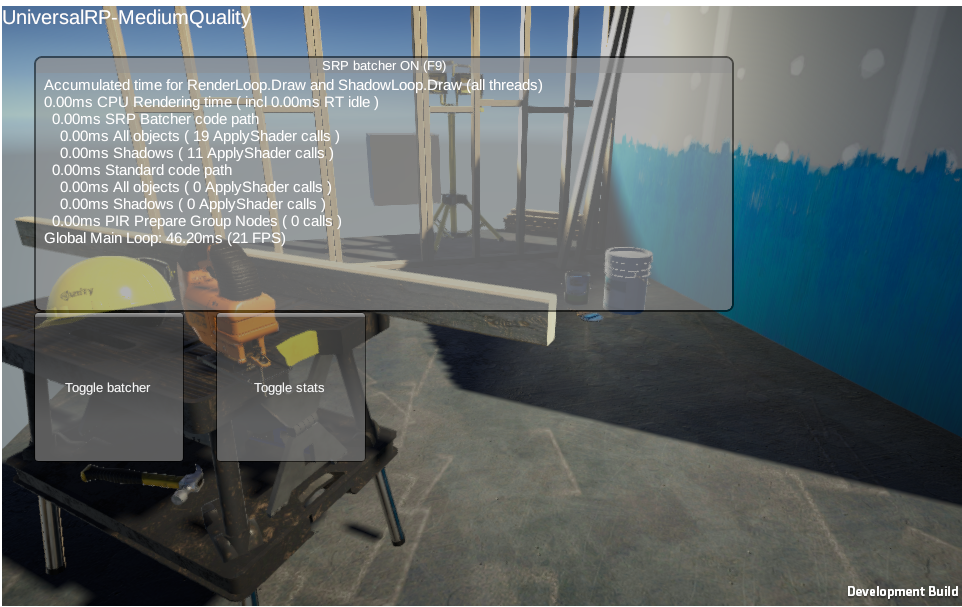 UniversalRP-MediumQuality
SRP batcher ON (F9)
Accumulated time for RenderLoop.Draw and ShadowLoop.Draw (all threads)
0.00ms CPU Rendering time ( incl 0.00ms RT idle )
0.00ms SRP Batcher code path
0.00ms All objects ( 19 ApplyShader calls )
0.00ms Shadows ( 11 ApplyShader calls )
0.00ms Standard code path
0.00ms All objects ( 0 ApplyShader calls )
0.00ms Shadows ( 0 ApplyShader calls )
0.00ms PIR Prepare Group Nodes ( 0 calls )
Global Main Loop: 46.20ms (21 FPS)
unity
Toggle batcher
Toggle stats
Development Build